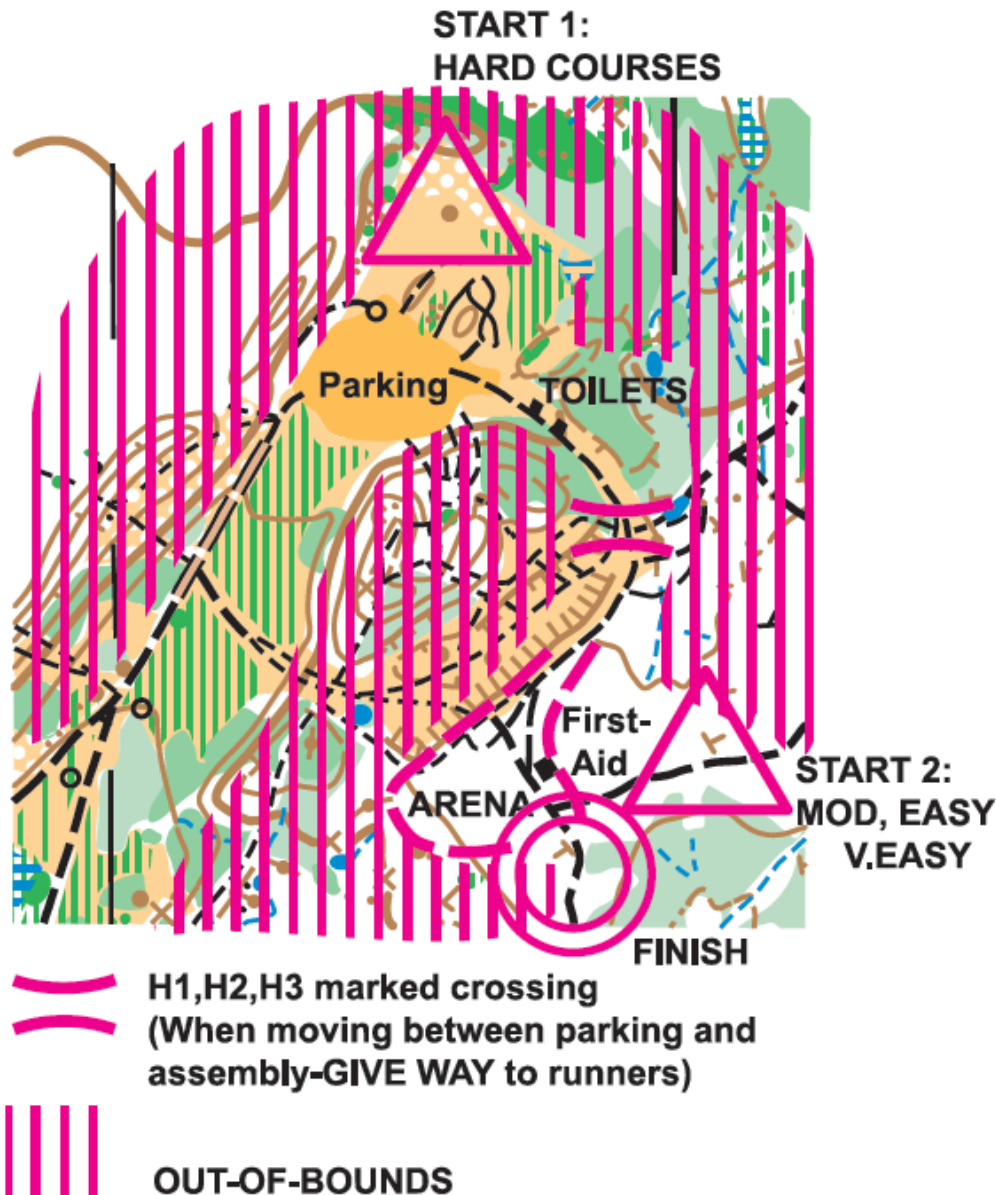 START 1:
HARD COURSES
Parking
TOILETS
First-
Aid
ARENA
START 2:
MOD, EASY
V.EASY
FINISH
H1,H2,H3 marked crossing
(When moving between parking and
assembly-GIVE WAY to runners)
OUT-OF-BOUNDS